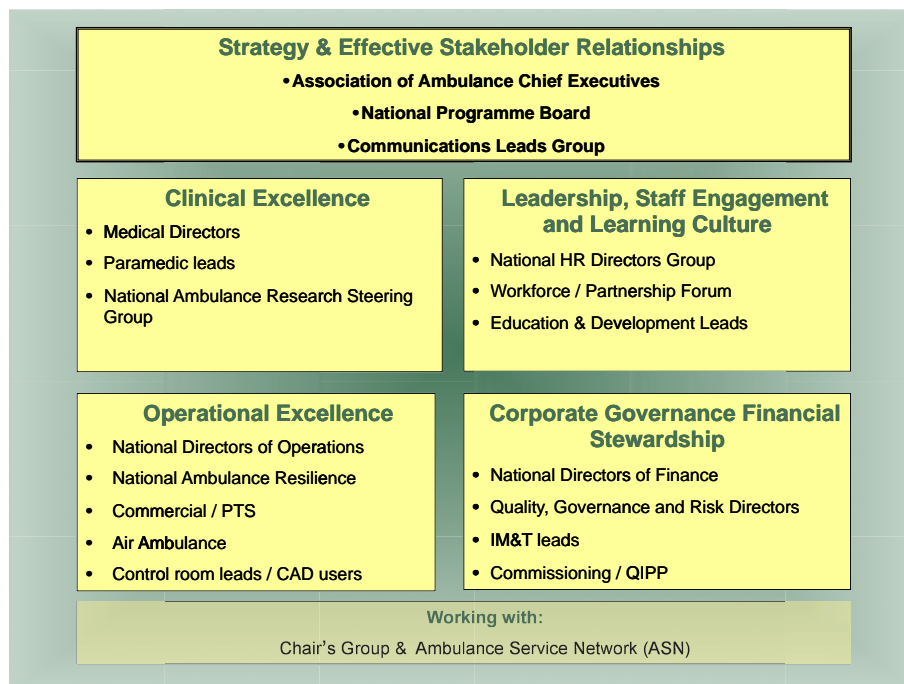 Strategy & Effective Stakeholder Relationships
•Association of Ambulance Chief Executives
•National Programme Board
•Communications Leads Group
Clinical Excellence
• Medical Directors
• Paramedic leads
• National Ambulance Research Steering
Group
Leadership, Staff Engagement
and Learning Culture
• National HR Directors Group
• Workforce / Partnership Forum
• Education & Development Leads
Operational Excellence
• National Directors of Operations
• National Ambulance Resilience
• Commercial / PTS
• Air Ambulance
• Control room leads / CAD users
Corporate Governance Financial
Stewardship
• National Directors of Finance
• Quality, Governance and Risk Directors
• IM&T leads
• Commissioning / QIPP
Working with:
Chair’s Group & Ambulance Service Network (ASN)